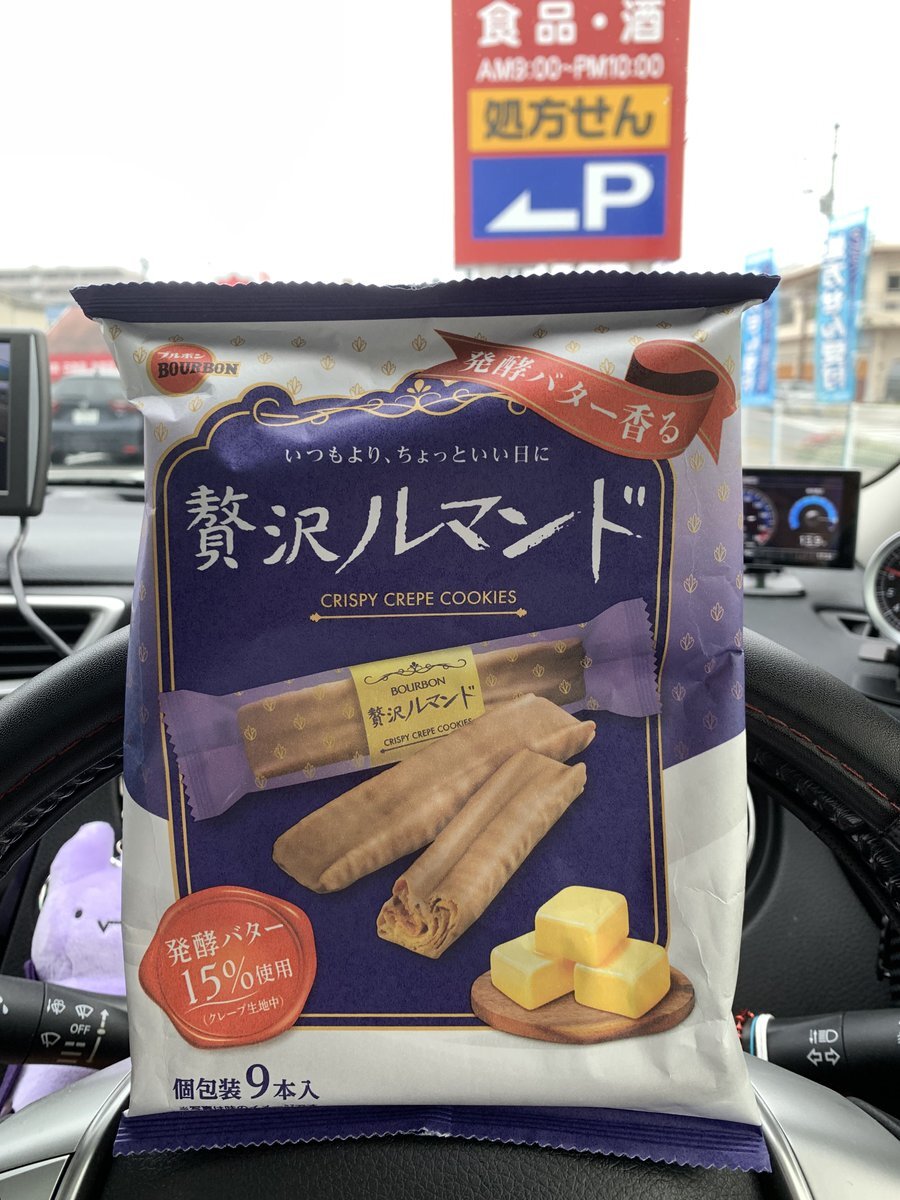 食品・酒
AM9:00~PM10:00
処方せん
P
ブルボン
BOURBON
発酵バター香る
いつもより、ちょっといい日に
贅沢ルマンド
CRISPY CREPE COOKIES
BOURBON
贅沢ルマンド
CRISPY CREPE COOKIES
発酵バター
15%使用
(クレープ生地中)
個包装9本入
OFF